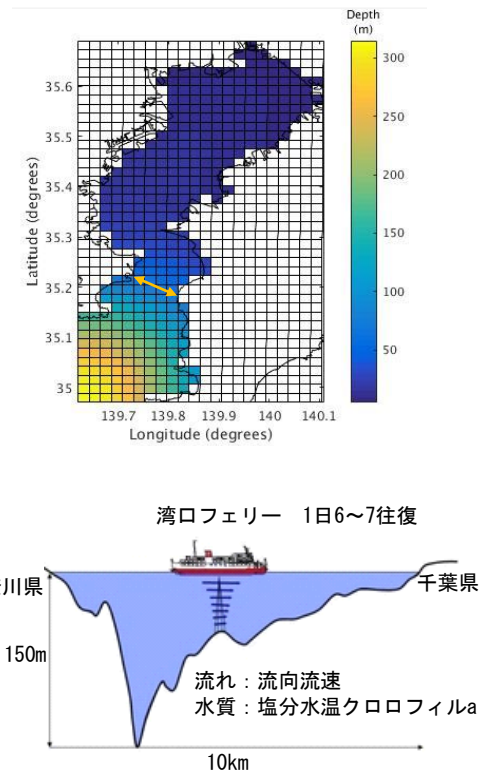 Depth
(m)
300
250
200
150
100
50
35.6
35.5
35.4
35.3
35.2
35.1
35
Latitude (degrees)
139.7 139.8 139.9 140 140.1
Longitude (degrees)
湾口フェリー 1日6～7往復
川県
千葉県
150m
流れ：流向流速
水質：塩分水温クロロフィルa
10km